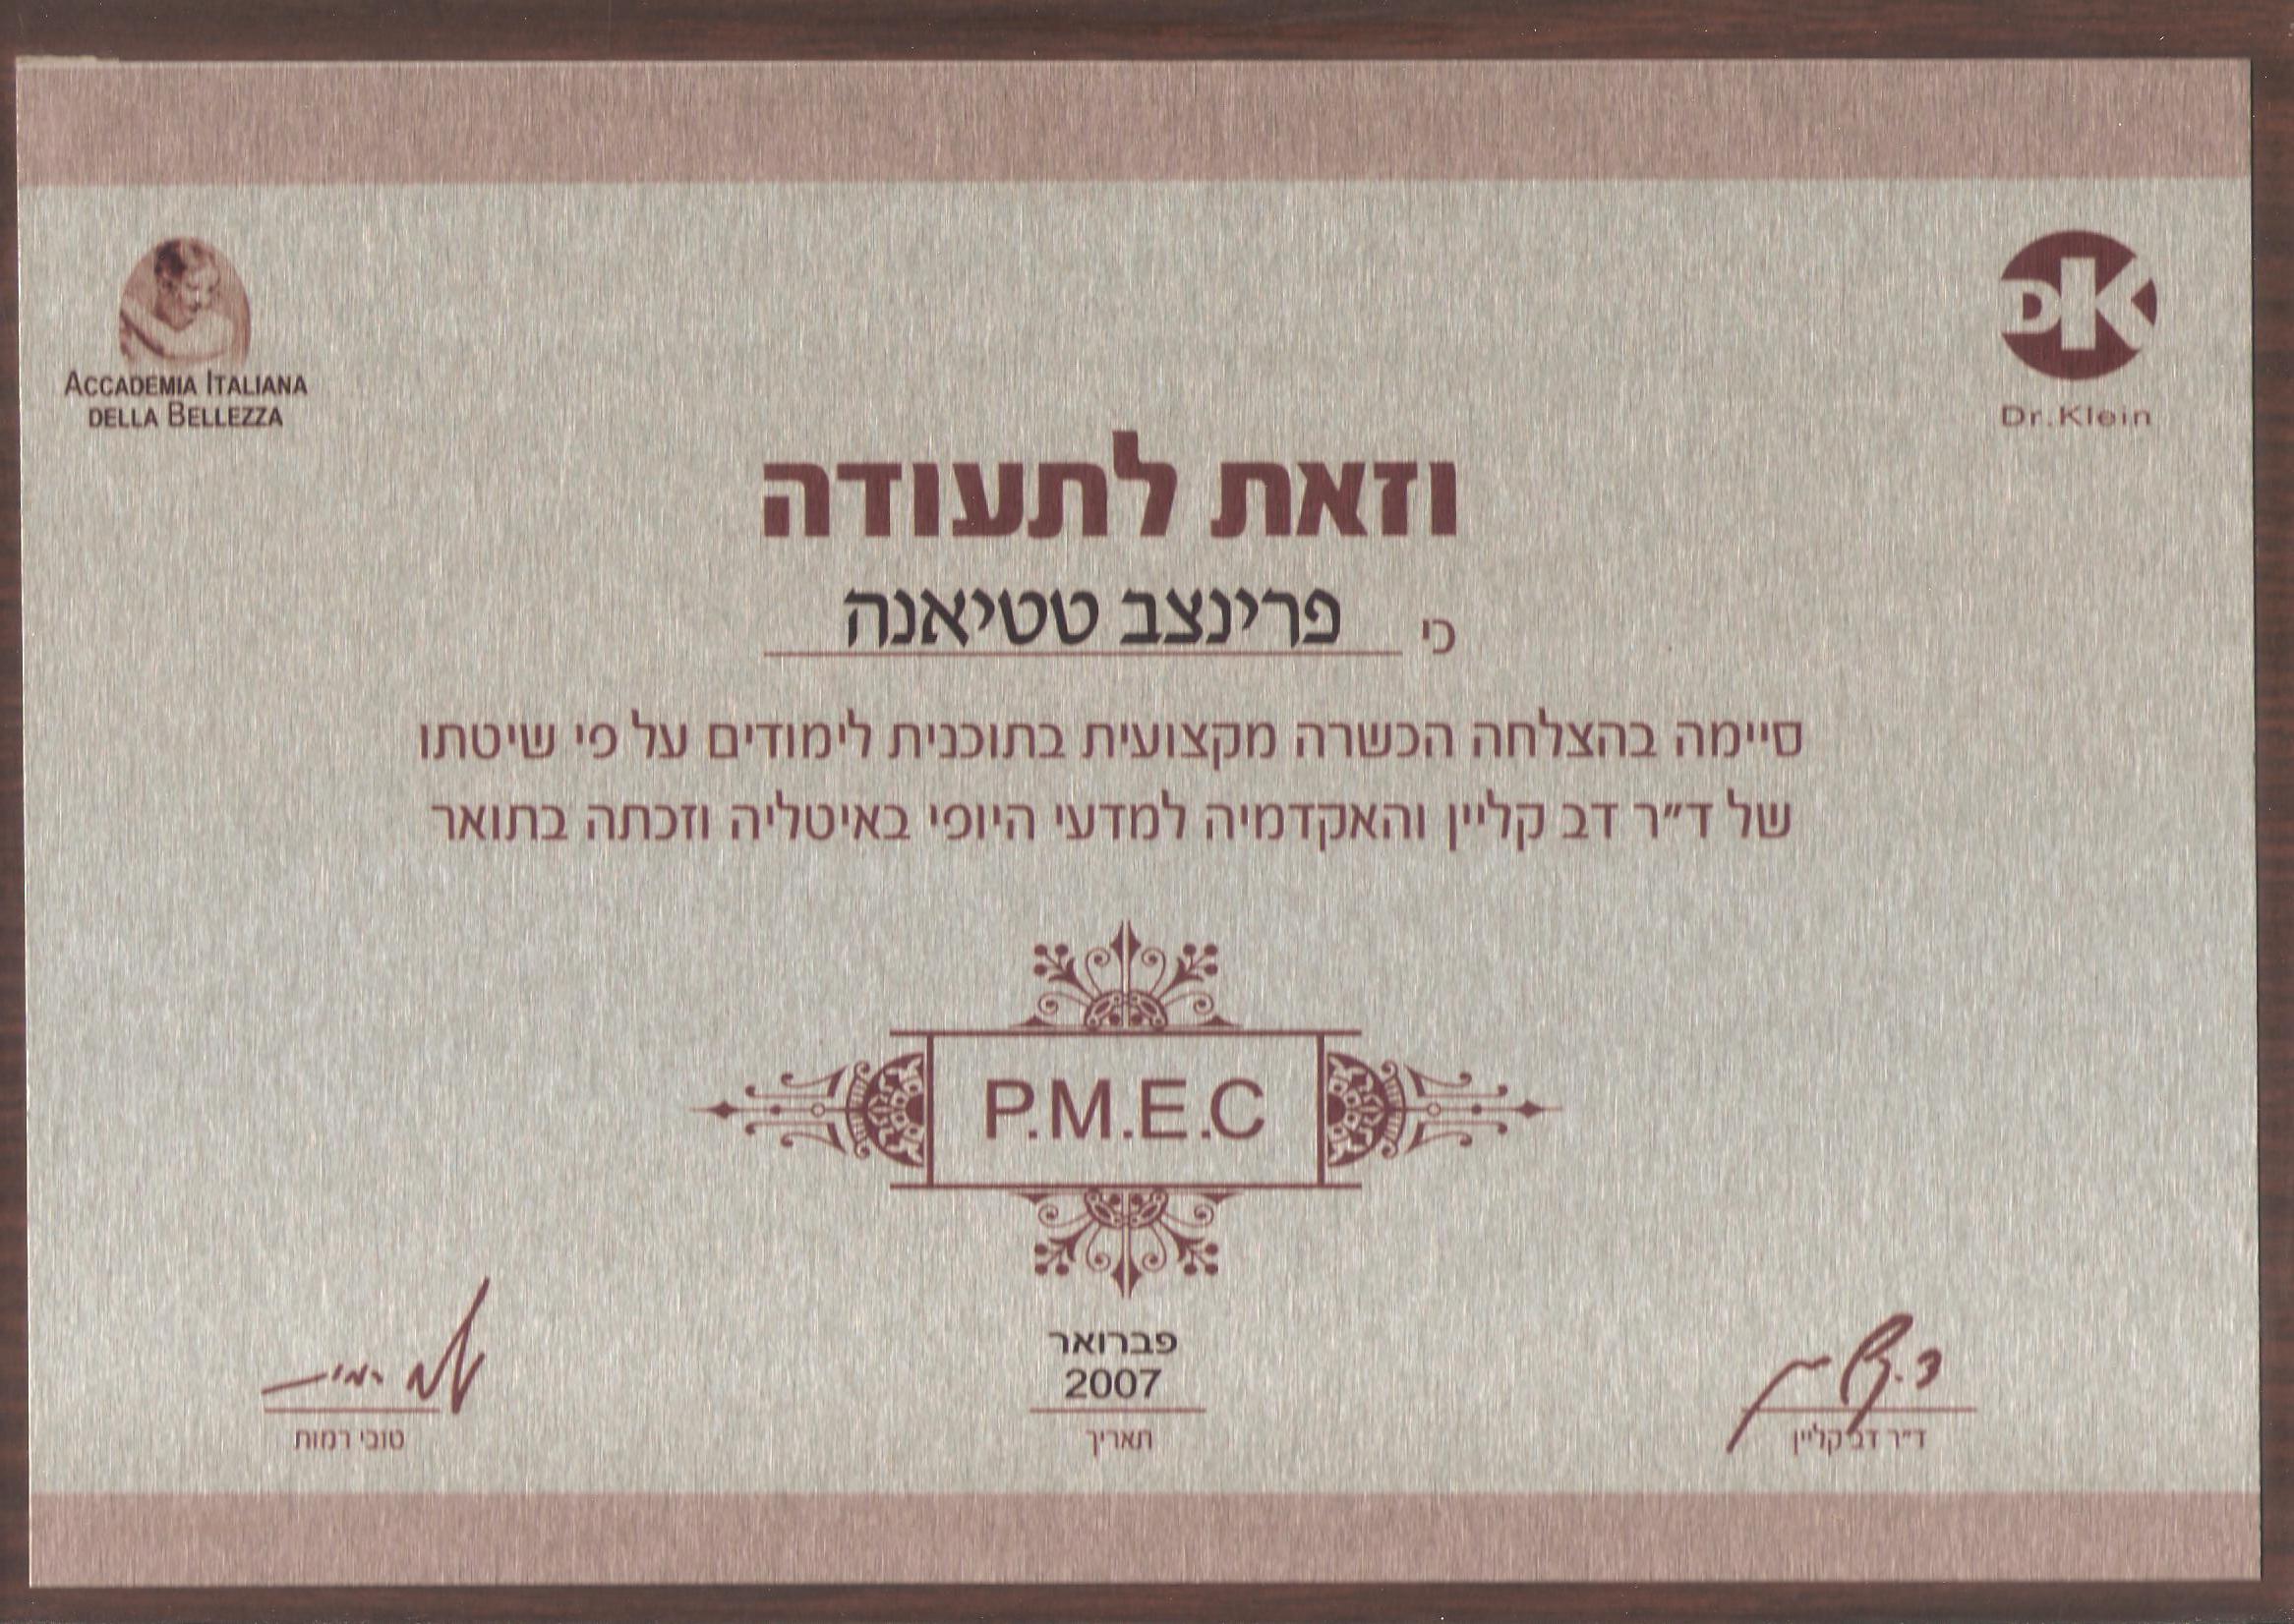 ACCADEMIA ITALIANA
DELLA BELLEZZA
DK
Dr. Klein
וזאת לתעודה
כי פרינצב טטיאנה
סיימה בהצלחה הכשרה מקצועית בתוכנית לימודים על פי שיטתו
של ד״ר דב קליין והאקדמיה למדעי היופי באיטליה וזכתה בתואר
P.M.E.C
פברואר
2007
תאריך
ד״ר דב קליין
טובי רמות